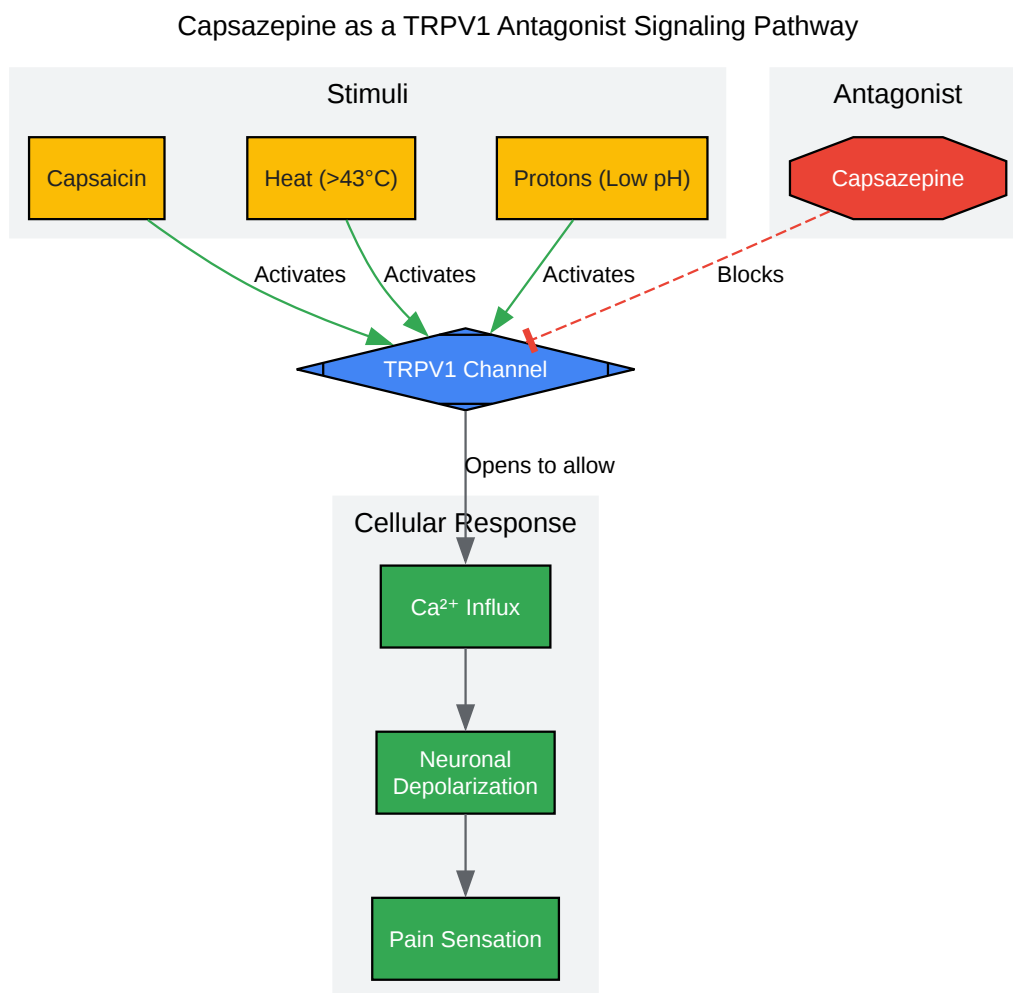 Capsazepine as a TRPV1 Antagonist Signaling Pathway
Stimuli
Antagonist
Capsaicin
Heat (>43°C)
Protons (Low pH)
Capsazepine
Activates
Activates
Activates
Blocks
TRPV1 Channel
Opens to allow
Cellular Response
Ca²⁺ Influx
Neuronal
Depolarization
Pain Sensation